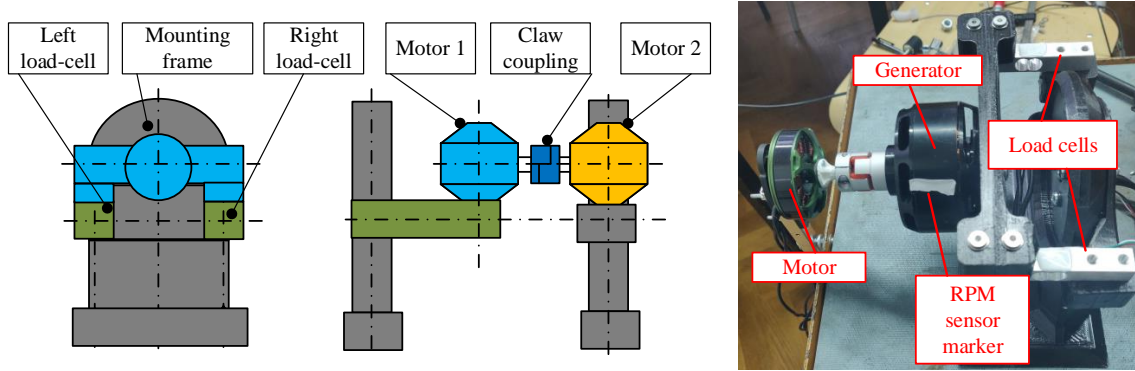 Left
load-cell
Mounting
frame
Right
load-cell
Motor 1
Claw
coupling
Motor 2
Generator
Load cells
Motor
RPM
sensor
marker